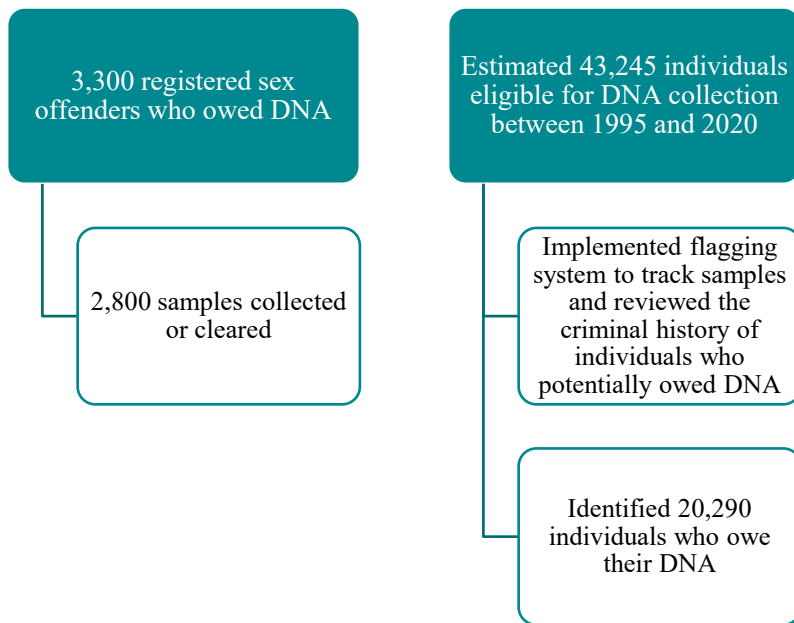 3,300 registered sex
offenders who owed DNA
2,800 samples collected
or cleared
Estimated 43,245 individuals
eligible for DNA collection
between 1995 and 2020
Implemented flagging
system to track samples
and reviewed the
criminal history of
individuals who
potentially owed DNA
Identified 20,290
individuals who owe
their DNA